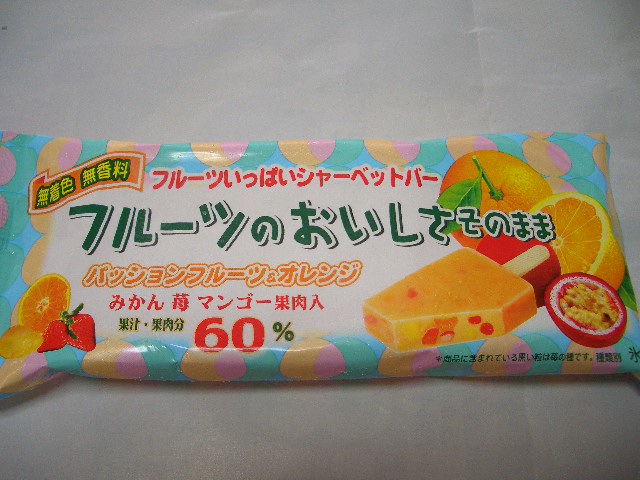 無着色 無香料
フルーツいっぱいシャーベットバー
フルーツのおいしさそのまま
パッションフルーツ&オレンジ
みかん 苺 マンゴー果肉入
果汁・果肉分 60%
*商品に含まれている黒い粒は苺の種です。種類別 氷